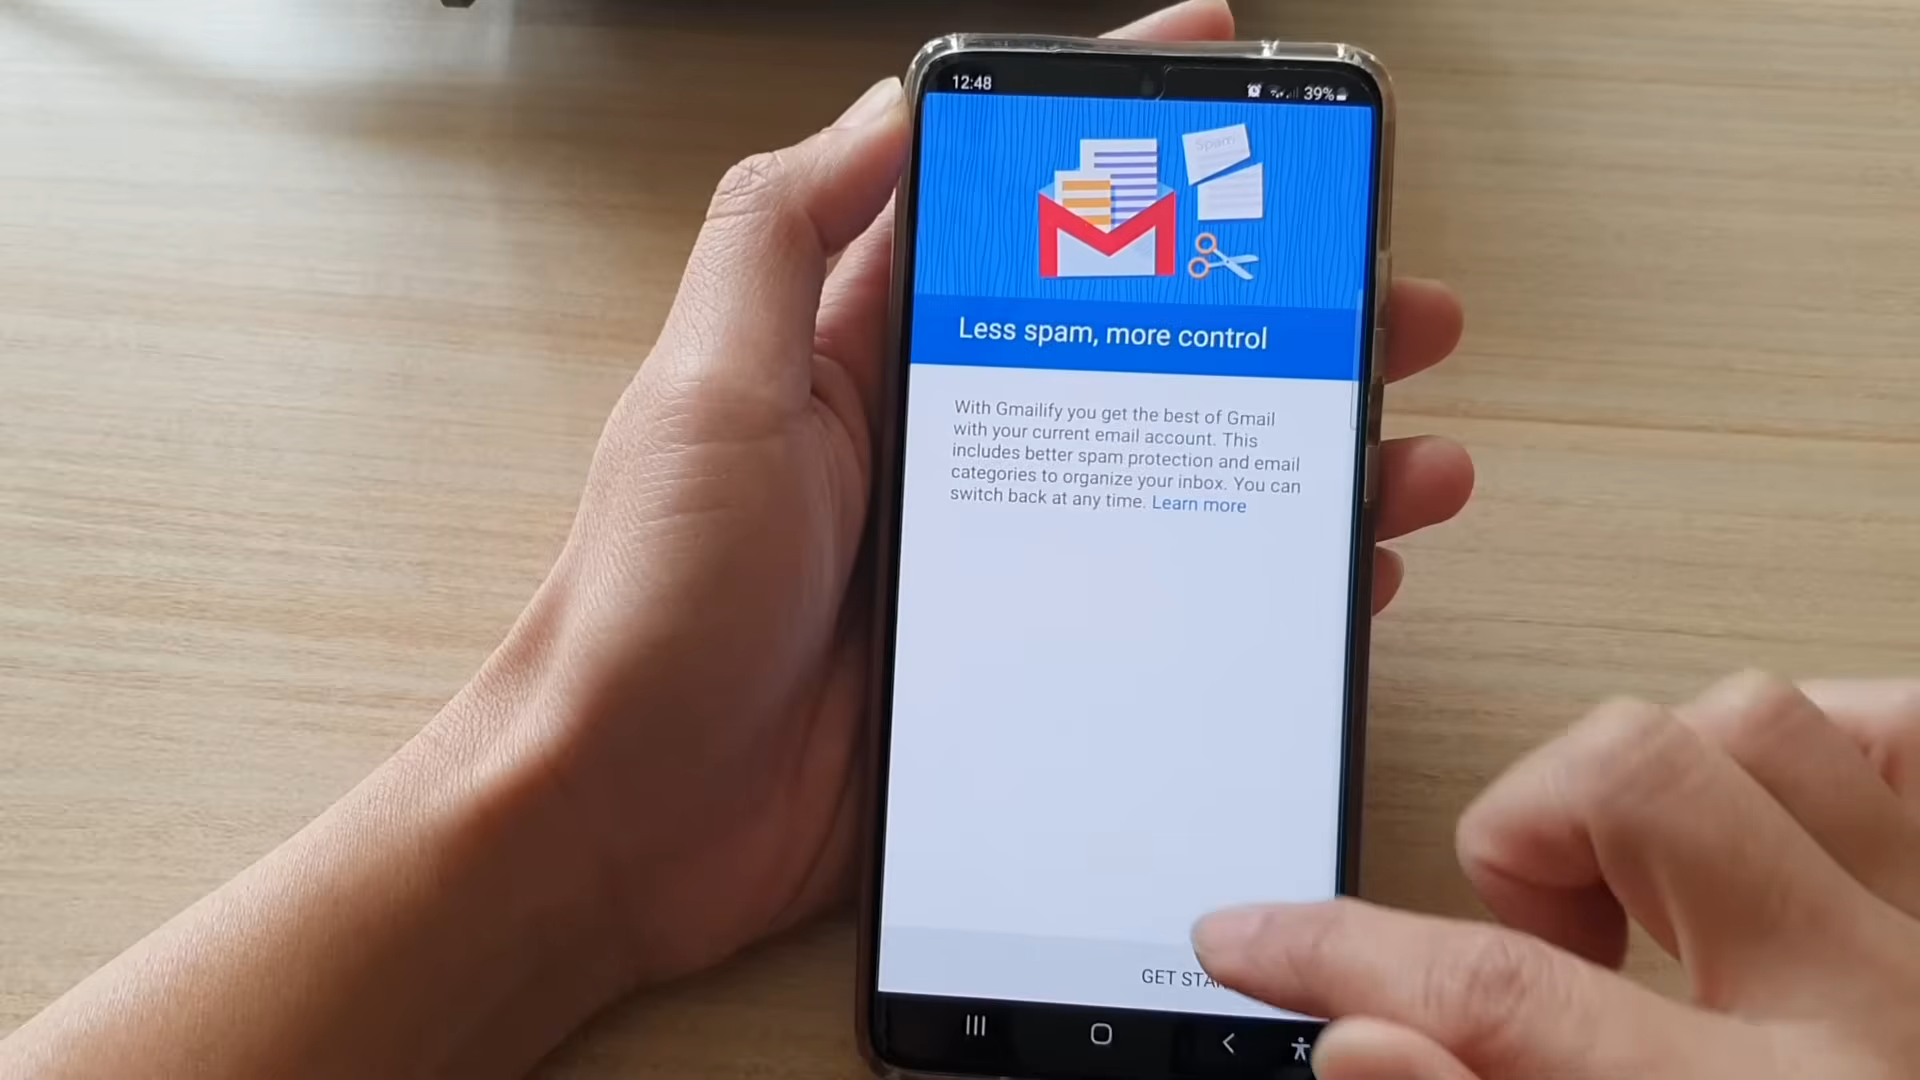 12:48
39%
Spam
Less spam, more control
With Gmailify you get the best of Gmail
with your current email account. This
includes better spam protection and email
categories to organize your inbox. You can
switch back at any time. Learn more
GET